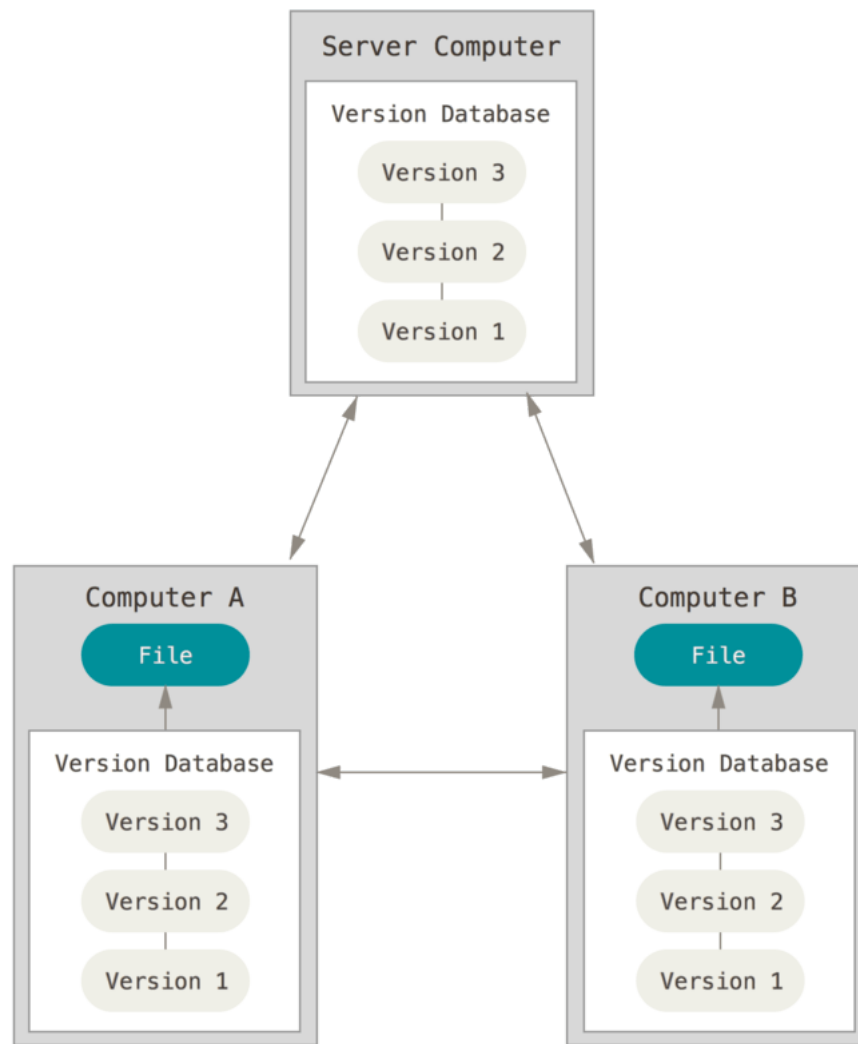 Server Computer
Version Database
Version 3
Version 2
Version 1
Computer A
File
Version Database
Version 3
Version 2
Version 1
Computer B
File
Version Database
Version 3
Version 2
Version 1